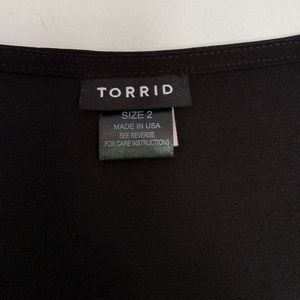 TORRID
SIZE 2
MADE IN USA
SEE REVERSE
FOR CARE INSTRUCTIONS